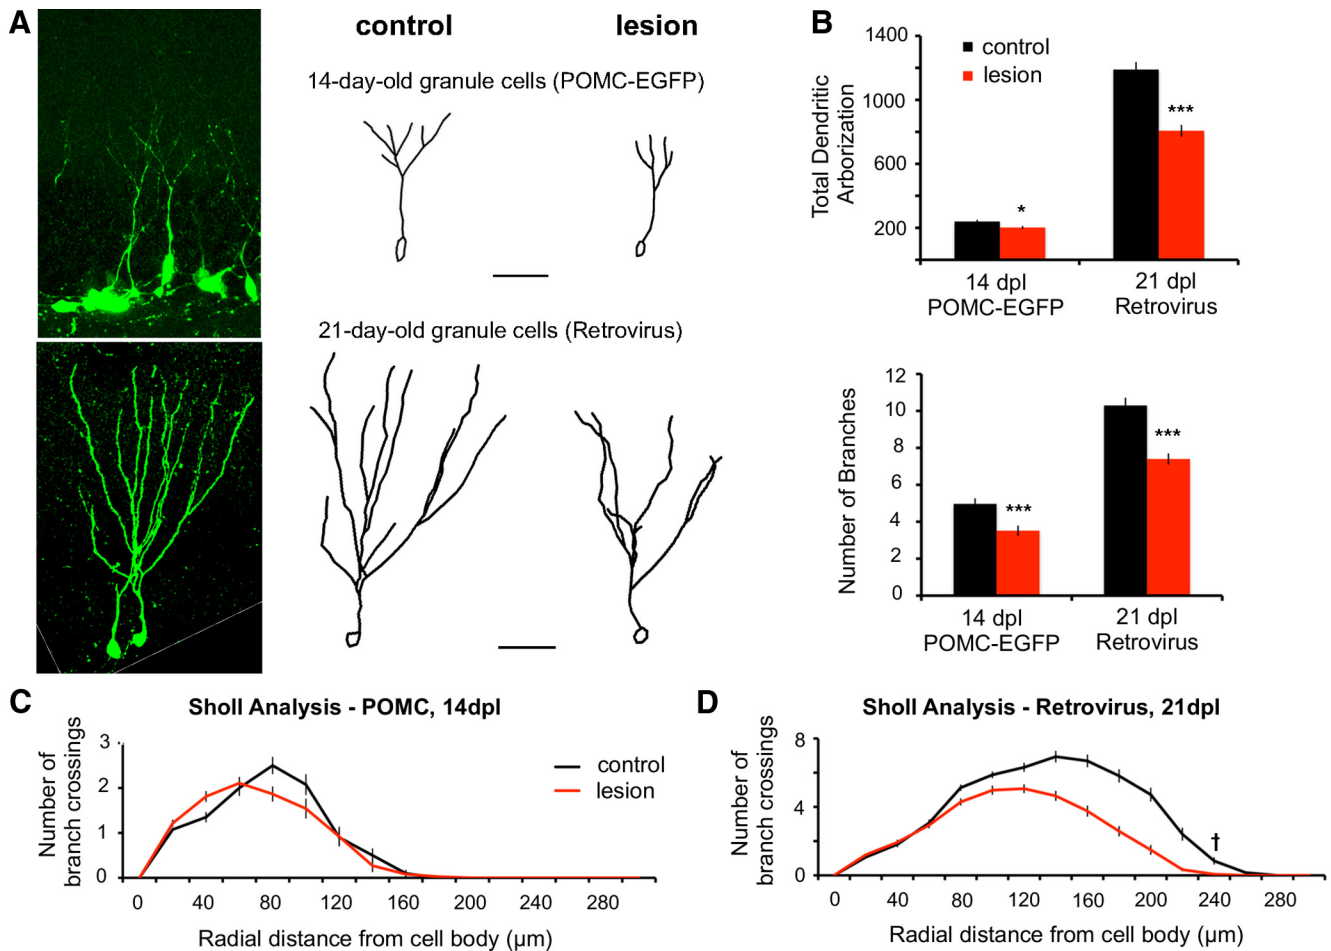 A
control
lesion
14-day-old granule cells (POMC-EGFP)
21-day-old granule cells (Retrovirus)
B
Total Dendritic
Arborization
1400
1000
600
200
control
lesion
*
***
14 dpl
POMC-EGFP
21 dpl
Retrovirus
Number of Branches
12
10
8
6
4
2
0
***
***
14 dpl
POMC-EGFP
21 dpl
Retrovirus
C
Sholl Analysis - POMC, 14dpl
Number of
branch crossings
3
2
1
0
control
lesion
0 40 80 120 160 200 240 280
Radial distance from cell body (μm)
D
Sholl Analysis - Retrovirus, 21dpl
Number of
branch crossings
8
4
0
†
0 40 80 120 160 200 240 280
Radial distance from cell body (μm)